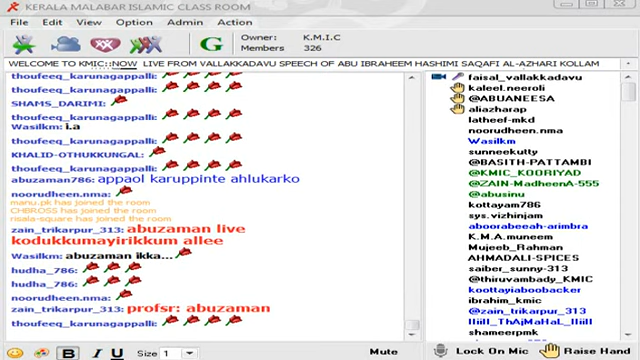 KERALA MALABAR ISLAMIC CLASS ROOM
File Edit View Option Admin Action
G
Owner: K.M.I.C
Members 326
WELCOME TO KMIC::NOW LIVE FROM VALLAKKADAVU SPEECH OF ABU IBRAHEEM HASHIMI SAQAFI AL-AZHARI KOLLAM
thoufeeq_karunagappalli:
thoufeeq_karunagappalli:
SHAMS_DARIMI:
thoufeeq_karunagappalli:
Wasilkm: i.a
thoufeeq_karunagappalli:
KHALID-OTHUKKUNGAL:
thoufeeq_karunagappalli:
abuzaman786: appaol karuppinte ahlukarko
noorudheen.nma:
manu.pk has joined the room
CHBROSS has joined the room
risala-square has joined the room
zain_trikarpur_313: abuzaman live
kodukkumayirikkum allee
Wasilkm: abuzaman ikka...
hudha_786:
hudha_786:
noorudheen.nma:
zain_trikarpur_313: profsr: abuzaman
thoufeeq_karunagappalli:
faisal_vallakkadavu
kaleel.neeroli
@ABUANEESA
aliazharap
latheef-mkd
noorudheen.nma
Wasilkm
sunneekutty
@BASITH-PATTAMBI
@KMIC_KOORIYAD
@ZAIN-MadheenA-555
@abusinu
kottayam786
sys.vizhinjam
aboorabeeah-arimbra
K.M.A.muneem
Mujeeb_Rahman
AHMADALI-SPICES
saiber_sunny-313
@thiruvambady_KMIC
koottayiaboobacker
ibrahim_kmic
@zain_trikarpur_313
shameerpmk
B I U Size 1 Mute Lock On Mic Raise Hand